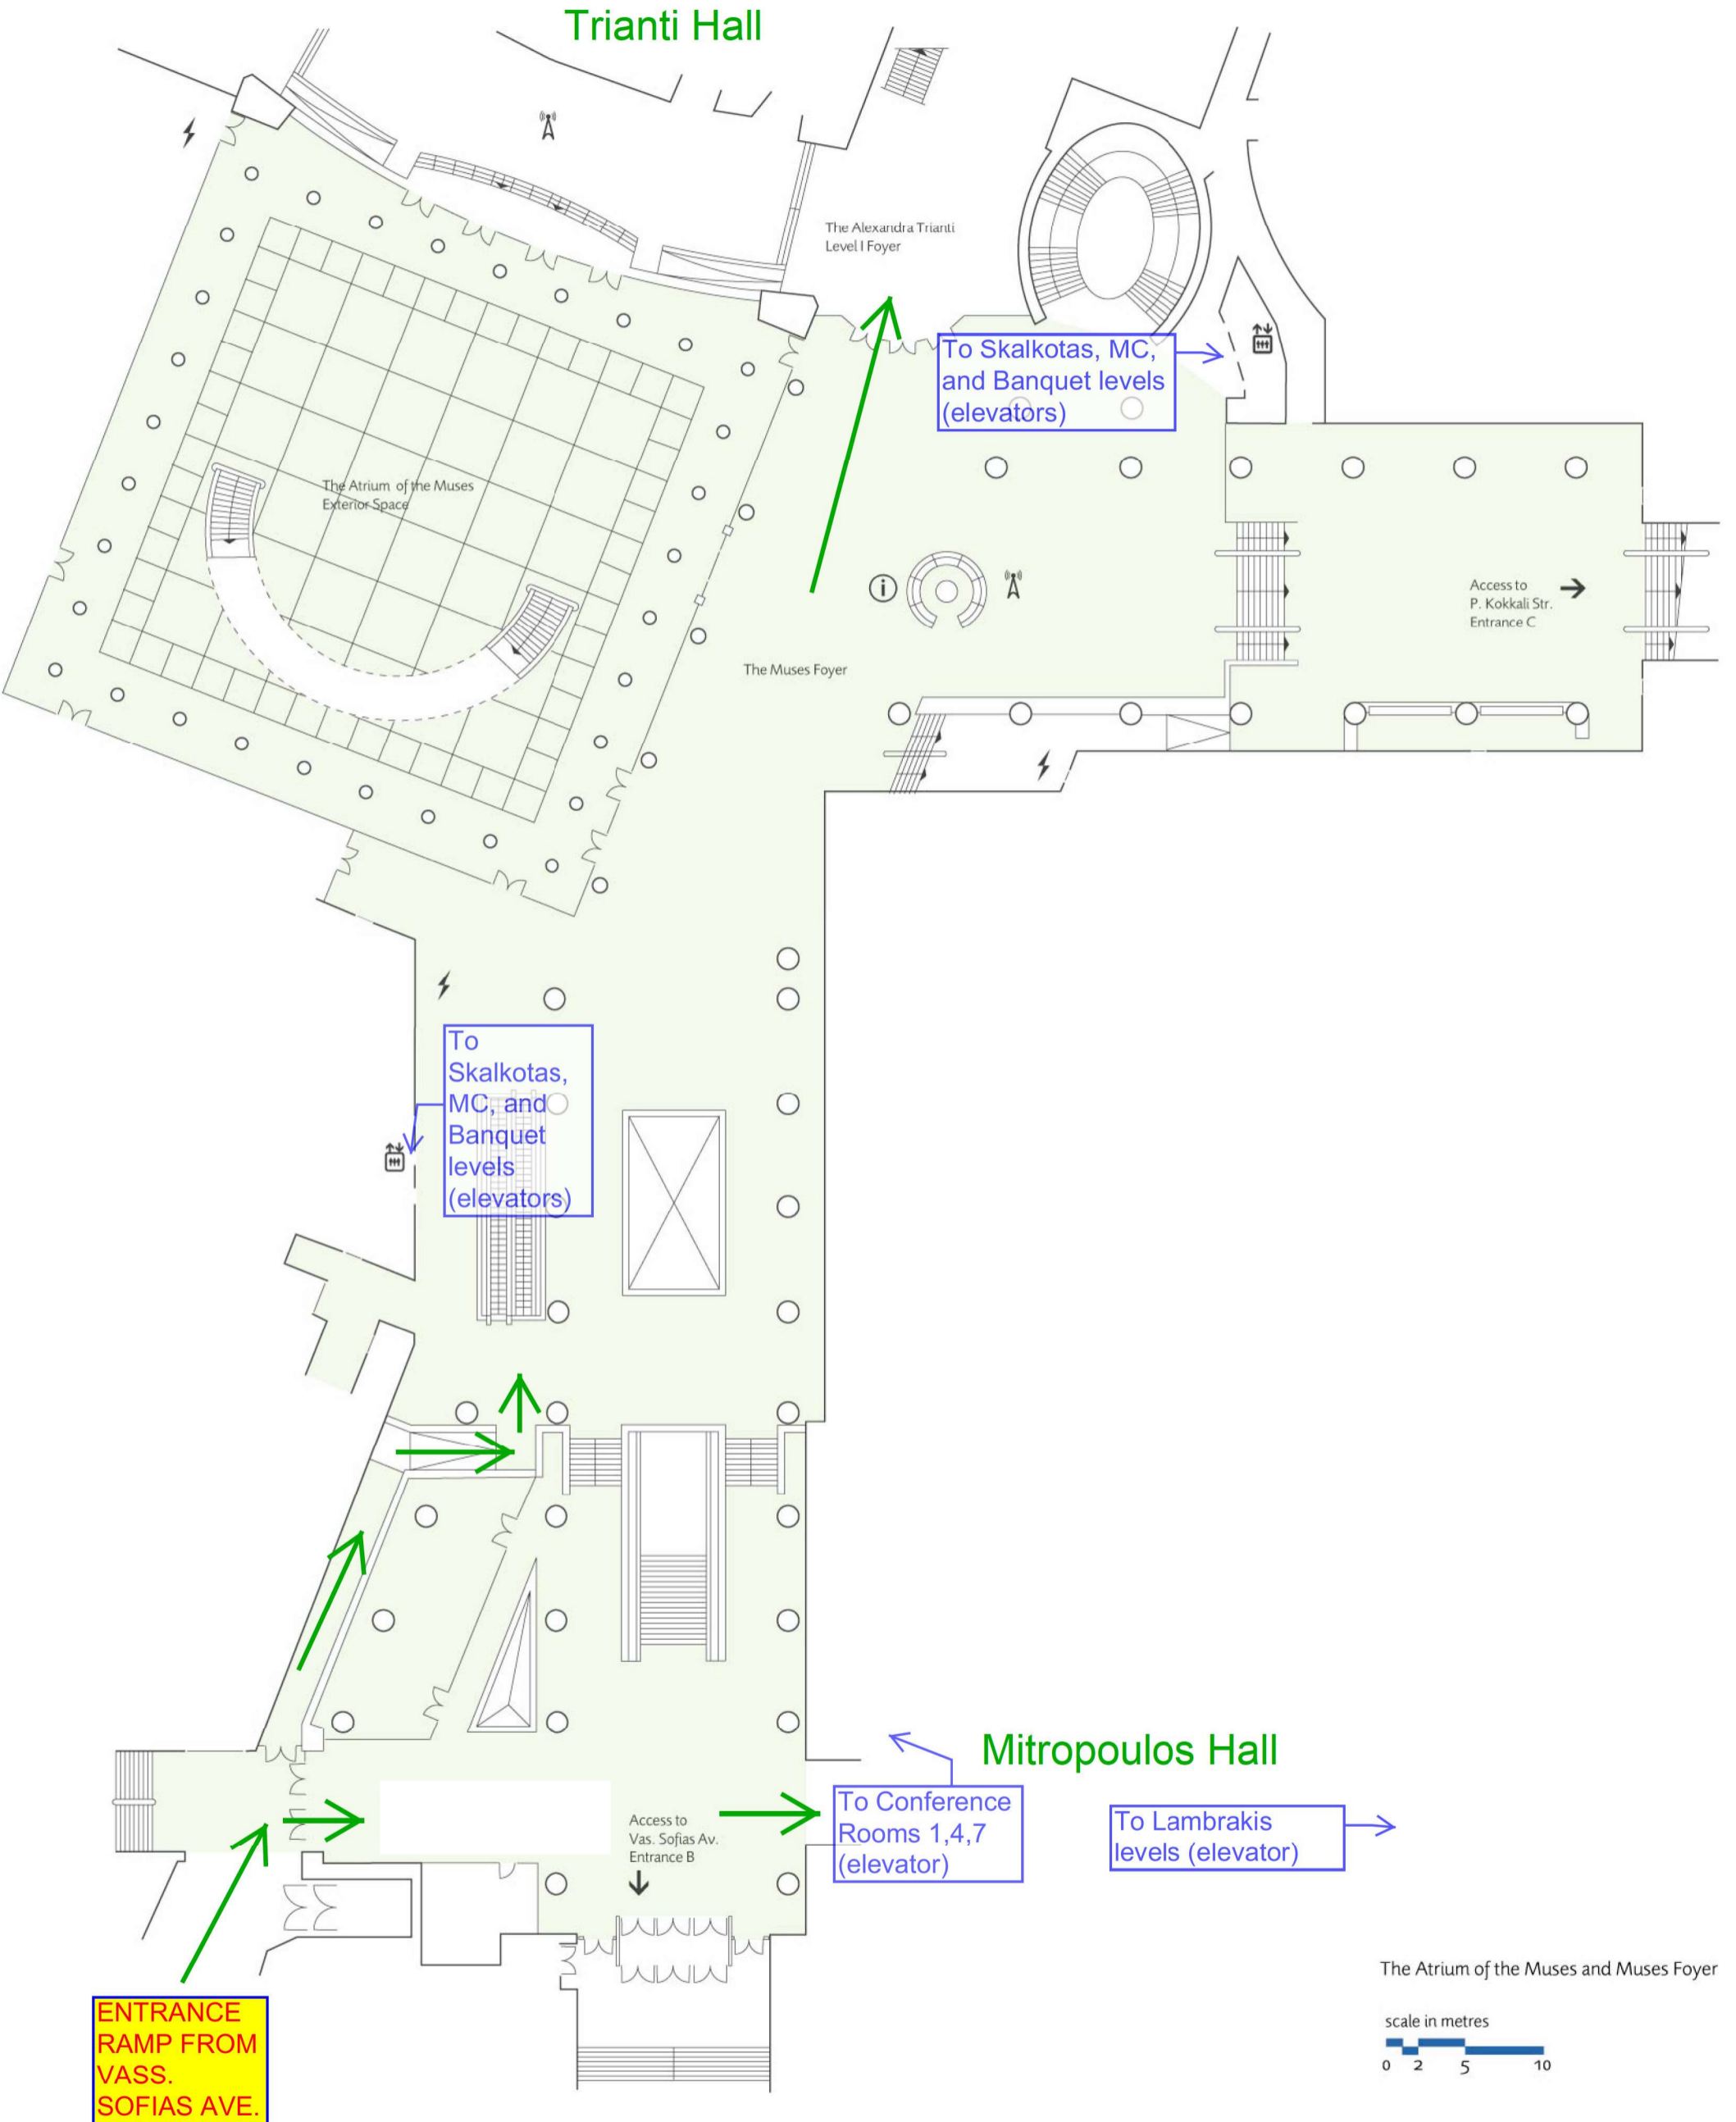 Trianti Hall
The Alexandra Trianti
Level I Foyer
To Skalkotas, MC,
and Banquet levels
(elevators)
The Atrium of the Muses
Exterior Space
i
Access to
P. Kokkali Str.
Entrance C
The Muses Foyer
To
Skalkotas,
MC, and
Banquet
levels
(elevators)
Mitropoulos Hall
To Conference
Rooms 1,4,7
(elevator)
To Lambrakis
levels (elevator)
Access to
Vas. Sofias Av.
Entrance B
ENTRANCE
RAMP FROM
VASS.
SOFIAS AVE.
The Atrium of the Muses and Muses Foyer
scale in metres
0 2 5 10